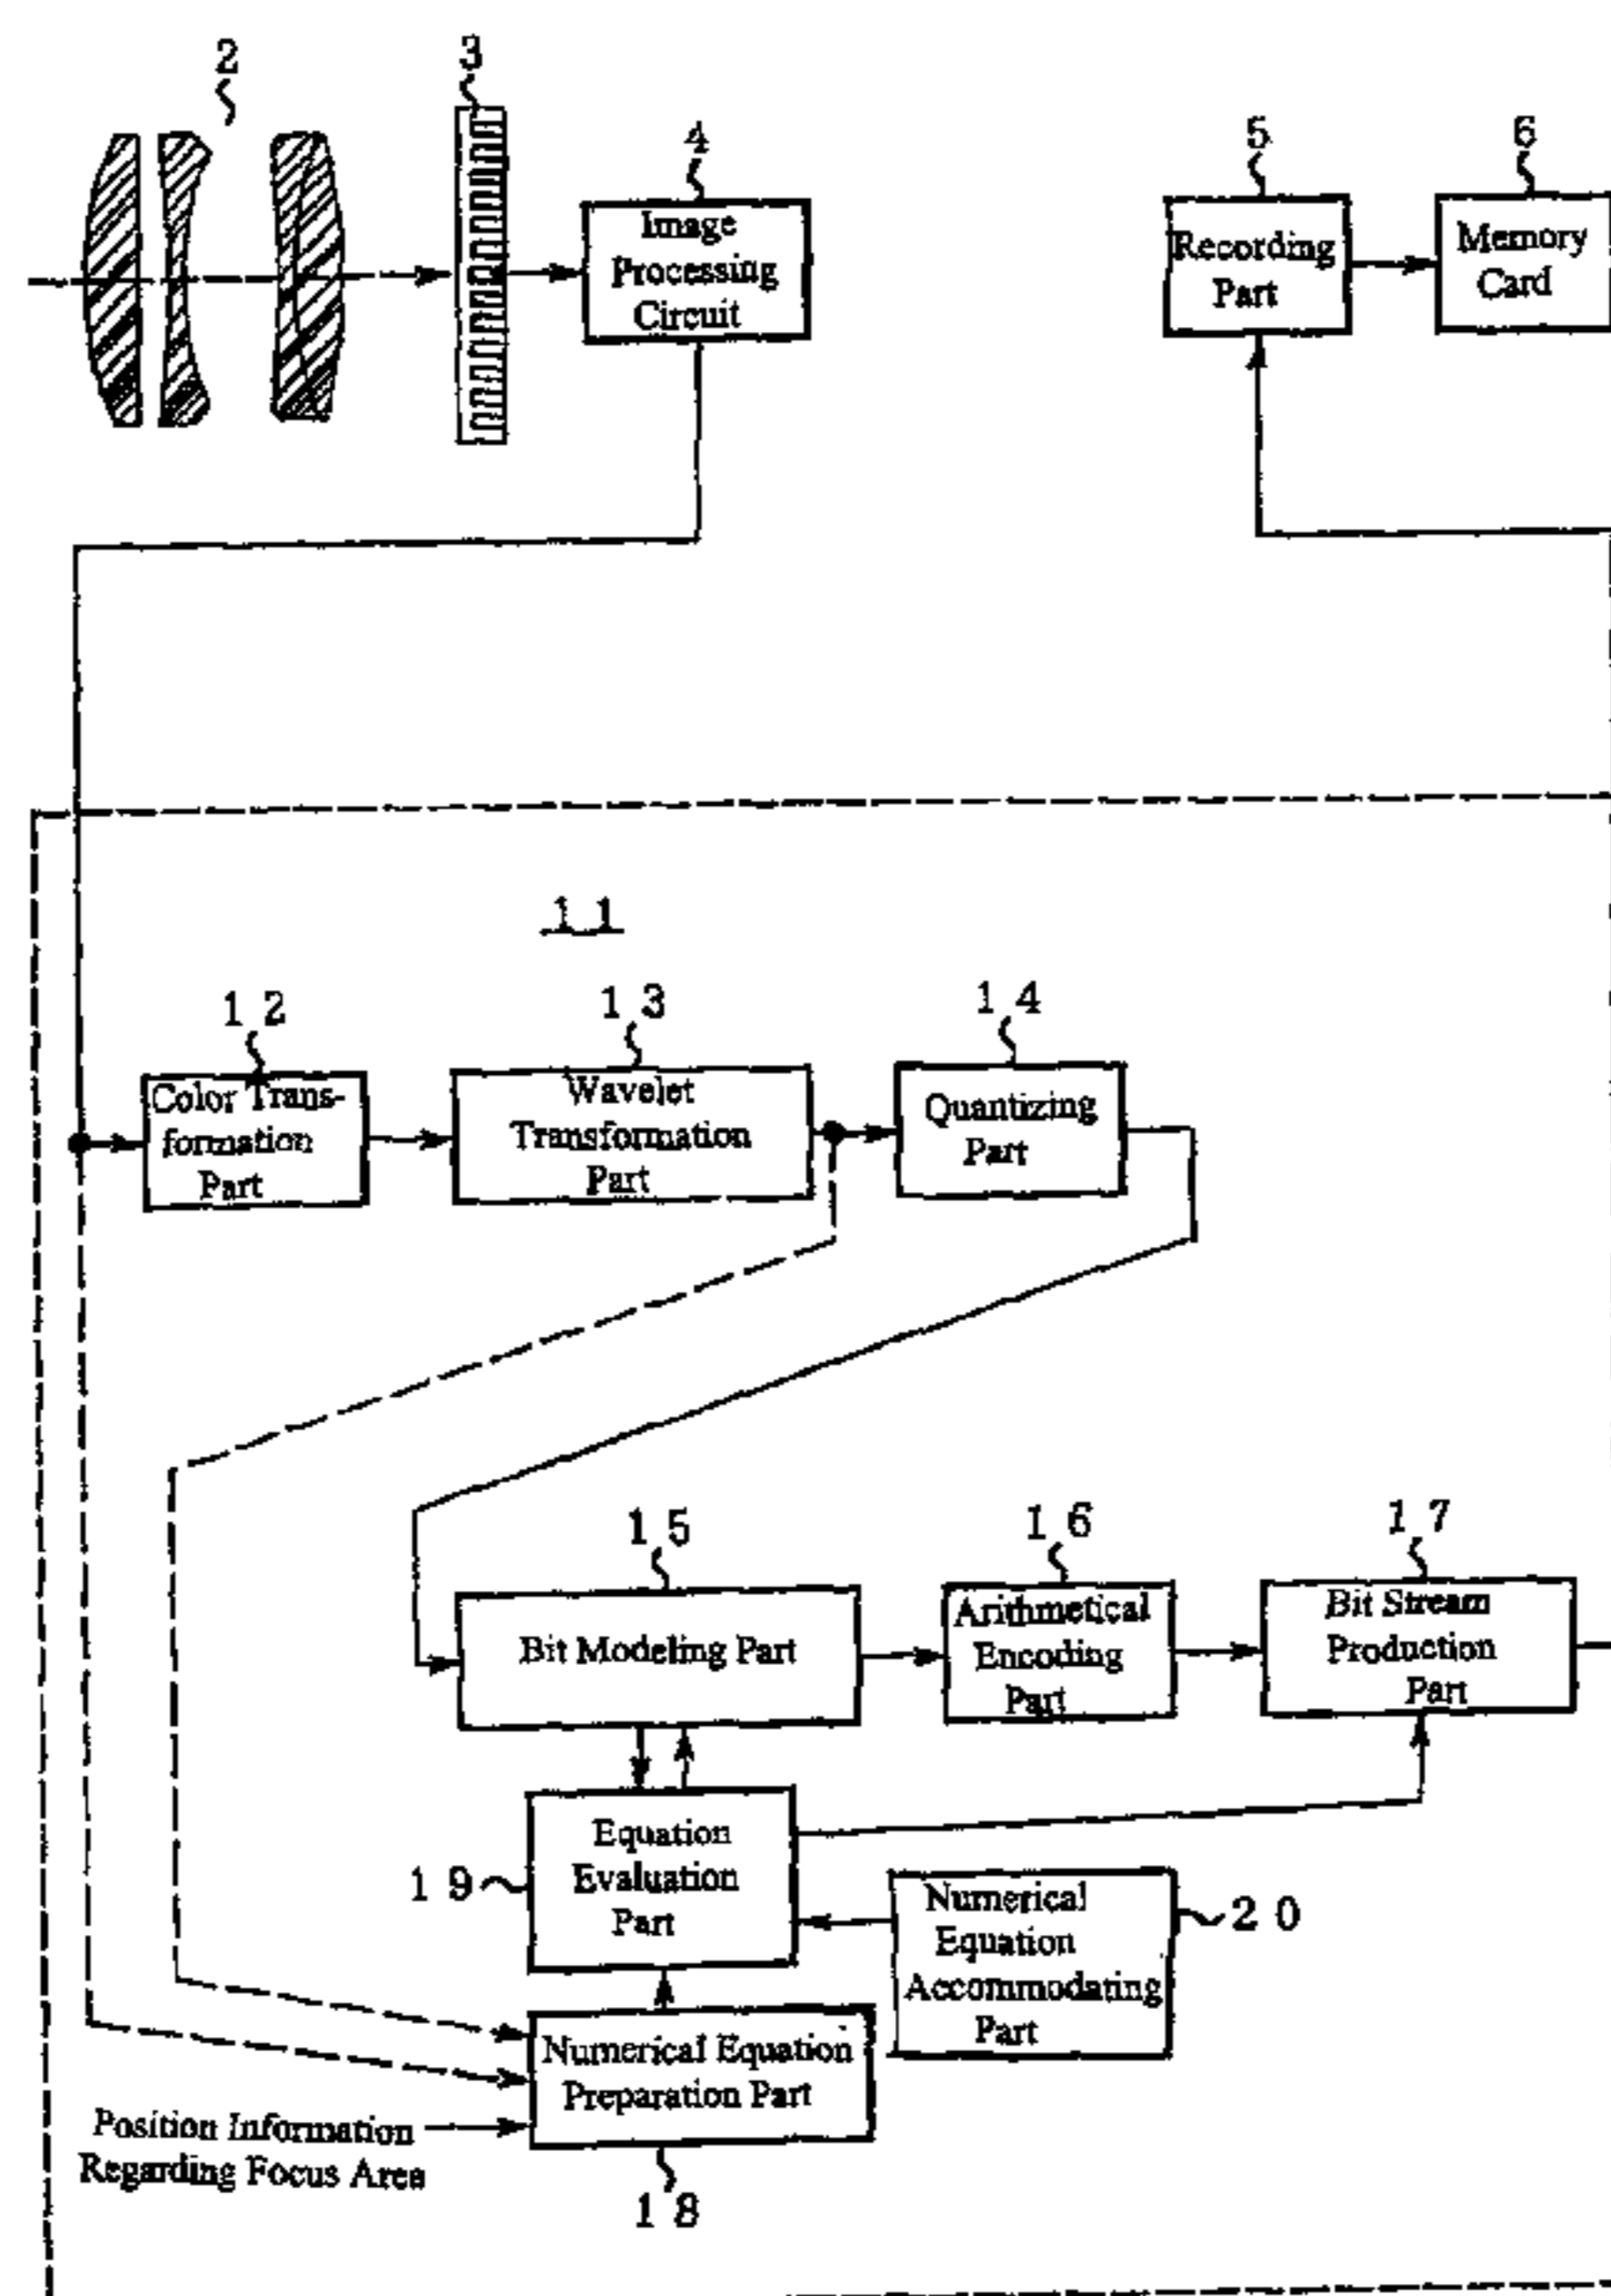 2
3
4
5
6
Image
Processing
Circuit
Recording
Part
Memory
Card
11
12
13
14
Color Trans-
formation
Part
Wavelet
Transformation
Part
Quantizing
Part
15
16
17
Bit Modeling Part
Arithmetical
Encoding
Part
Bit Stream
Production
Part
19
Equation
Evaluation
Part
Numerical
Equation
Accommodating
Part
20
Numerical Equation
Preparation Part
Position Information
Regarding Focus Area
18